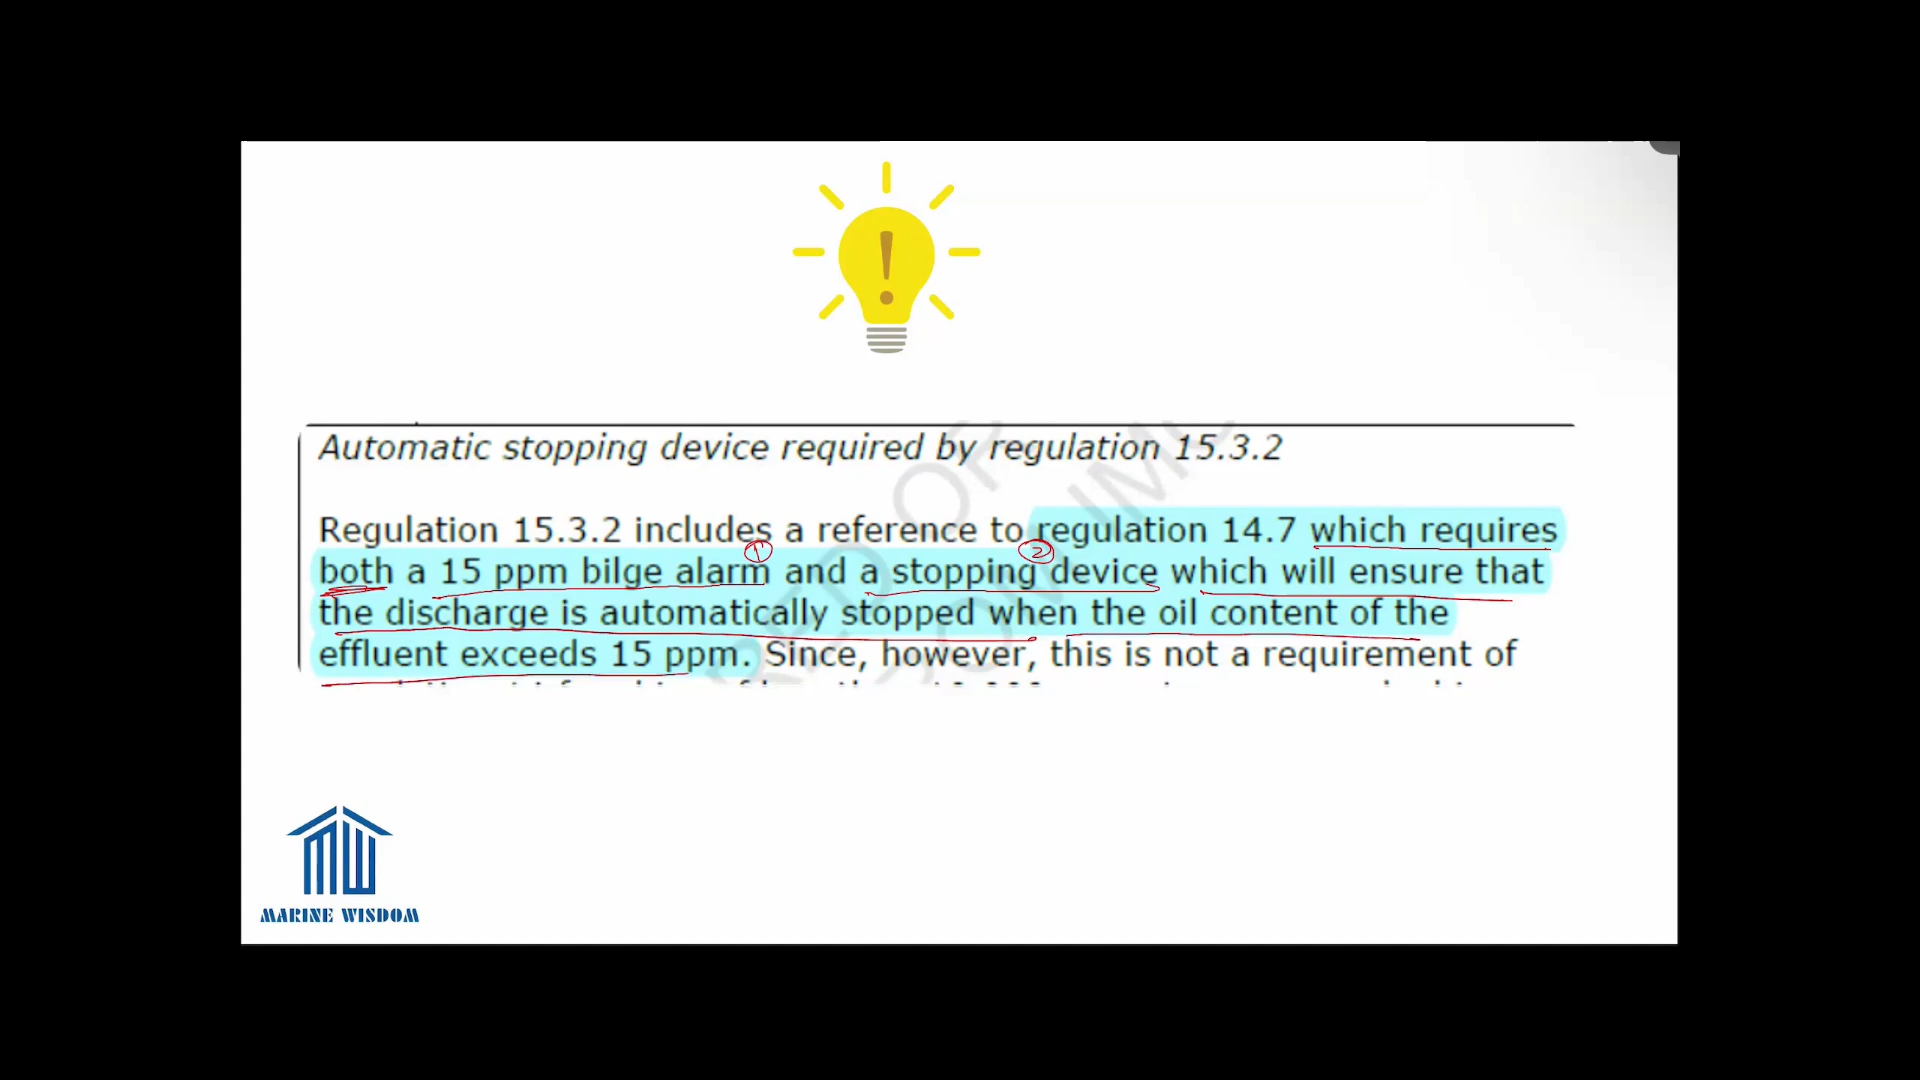 Automatic stopping device required by regulation 15.3.2
Regulation 15.3.2 includes a reference to regulation 14.7 which requires
1 2
both a 15 ppm bilge alarm and a stopping device which will ensure that
the discharge is automatically stopped when the oil content of the
effluent exceeds 15 ppm. Since, however, this is not a requirement of
MW
MARINE WISDOM